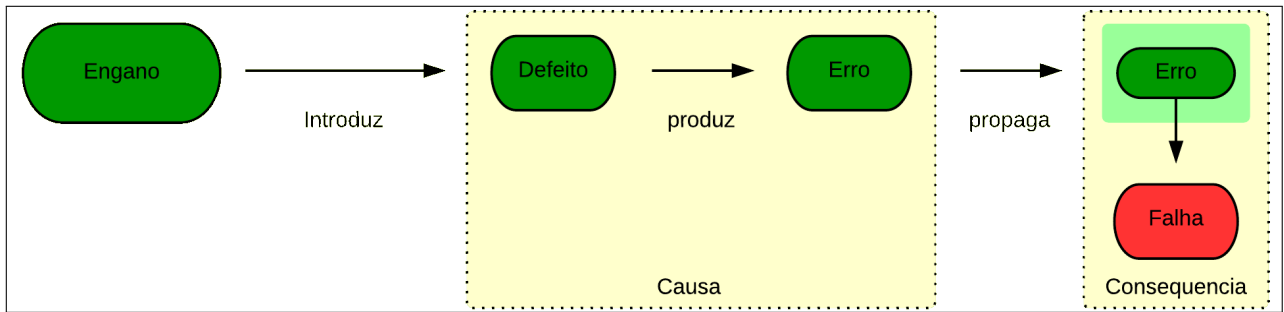 Engano
Introduz
Defeito
produz
Erro
propaga
Erro
Falha
Causa
Consequencia